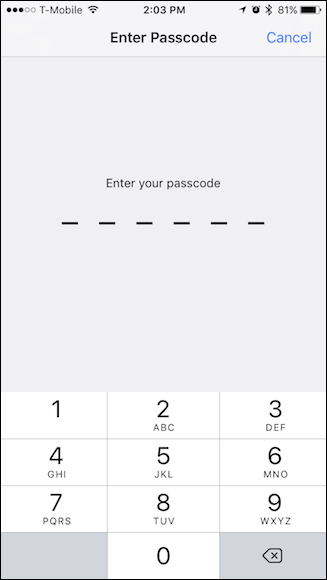 T-Mobile 2:03 PM 81%
Enter Passcode Cancel
Enter your passcode
1 2 3
ABC DEF
4 5 6
GHI JKL MNO
7 8 9
PQRS TUV WXYZ
0